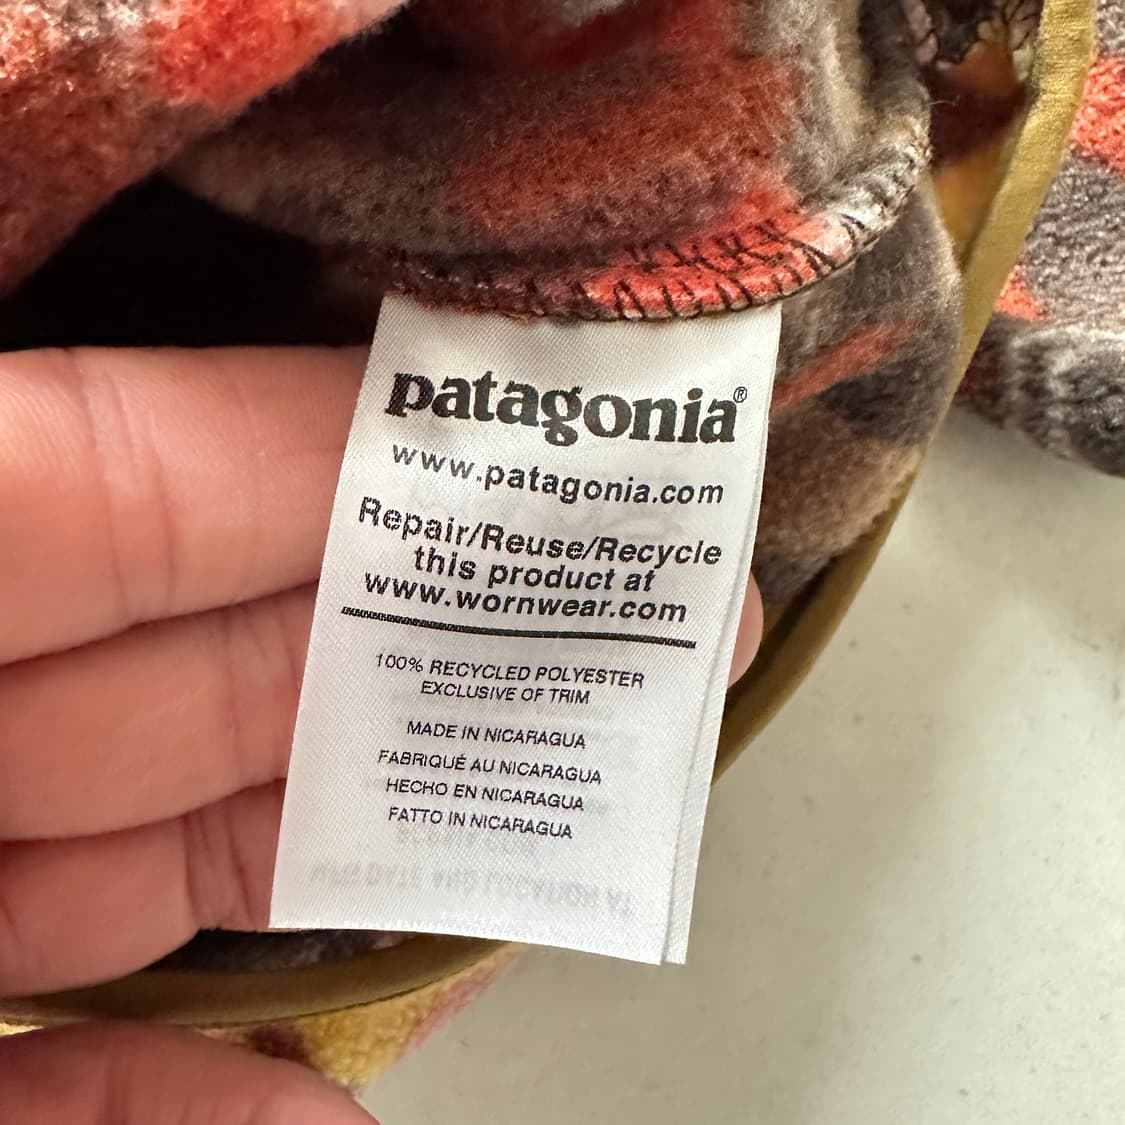 patagonia®
www.patagonia.com
Repair/Reuse/Recycle
this product at
www.wornwear.com
100% RECYCLED POLYESTER
EXCLUSIVE OF TRIM
MADE IN NICARAGUA
FABRIQUÉ AU NICARAGUA
HECHO EN NICARAGUA
FATTO IN NICARAGUA